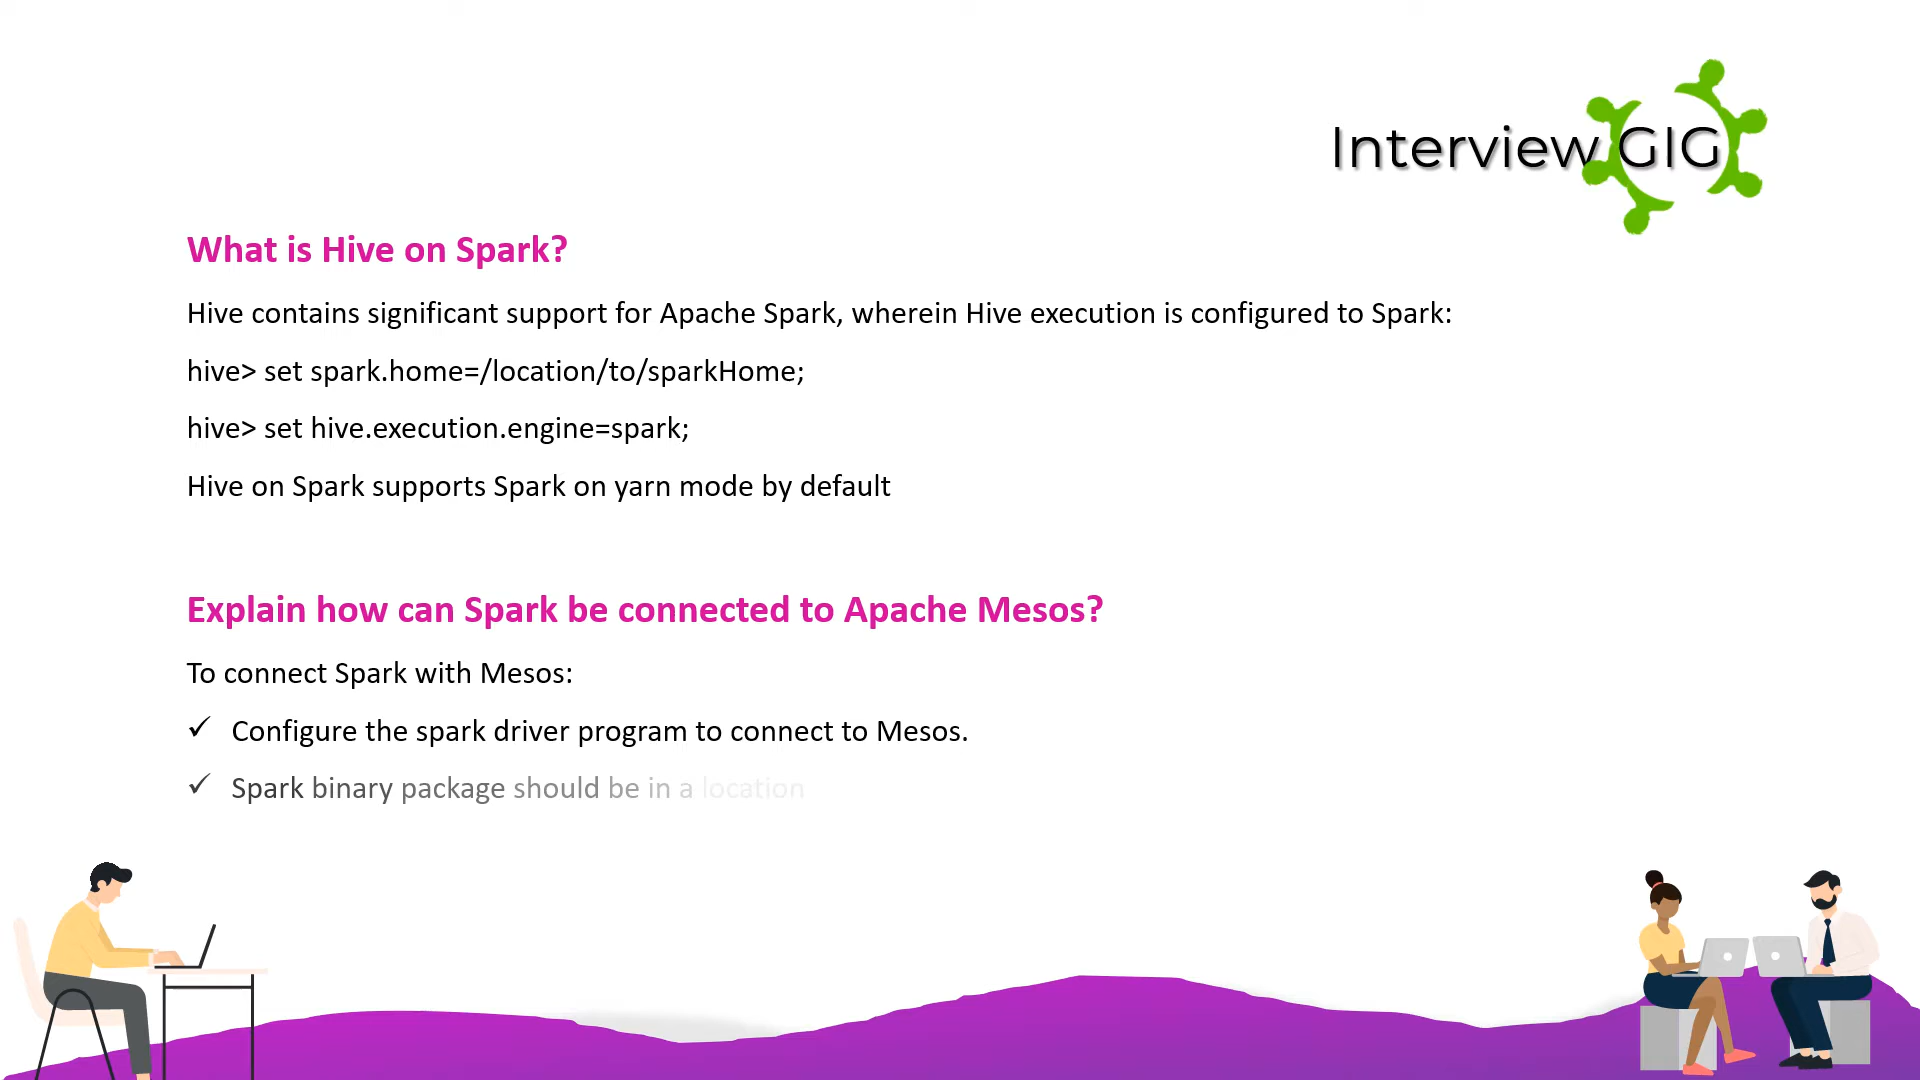 Interview GIG
What is Hive on Spark?
Hive contains significant support for Apache Spark, wherein Hive execution is configured to Spark:
hive> set spark.home=/location/to/sparkHome;
hive> set hive.execution.engine=spark;
Hive on Spark supports Spark on yarn mode by default
Explain how can Spark be connected to Apache Mesos?
To connect Spark with Mesos:
✓ Configure the spark driver program to connect to Mesos.
✓ Spark binary package should be in a location